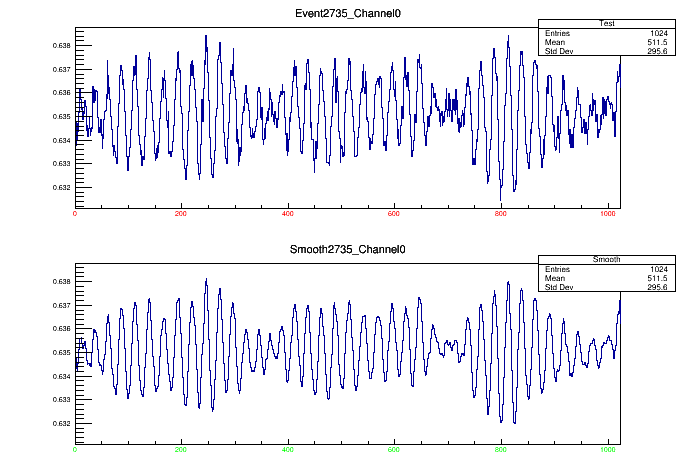 Event2735_Channel0
Test
Entries 1024
Mean 511.5
Std Dev 295.6
0.638
0.637
0.636
0.635
0.634
0.633
0.632
0 200 400 600 800 1000
Smooth2735_Channel0
Smooth
Entries 1024
Mean 511.5
Std Dev 295.6
0.638
0.637
0.636
0.635
0.634
0.633
0.632
0 200 400 600 800 1000